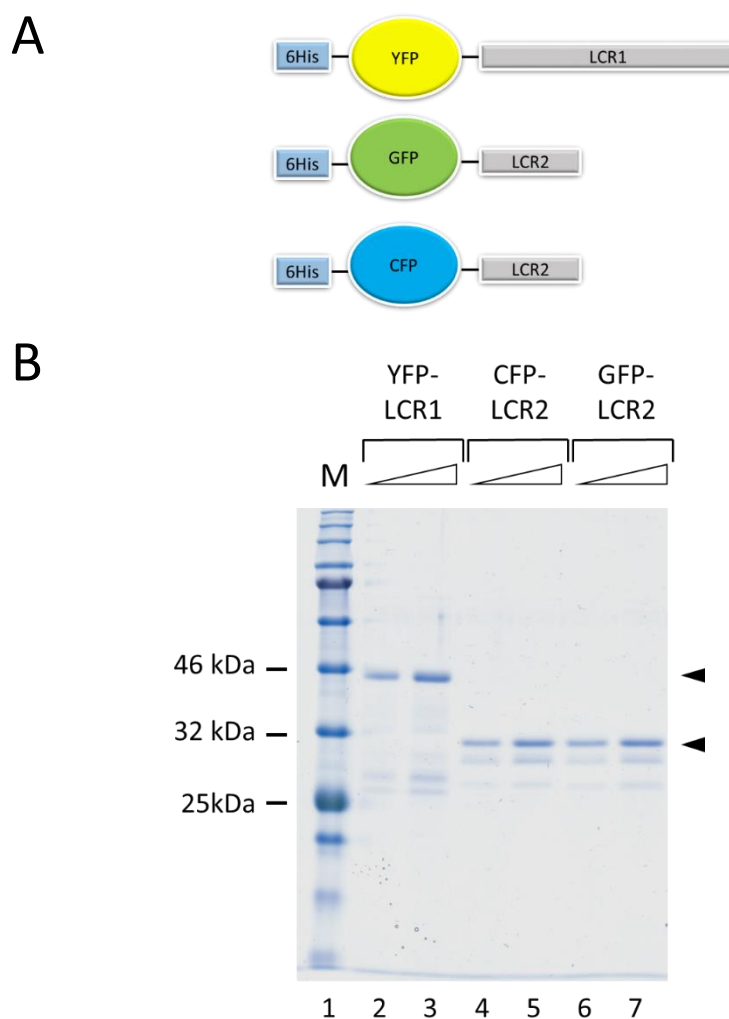 A
6His YFP LCR1
6His GFP LCR2
6His CFP LCR2
B
YFP- CFP- GFP-
LCR1 LCR2 LCR2
M
46 kDa
32 kDa
25kDa
1 2 3 4 5 6 7